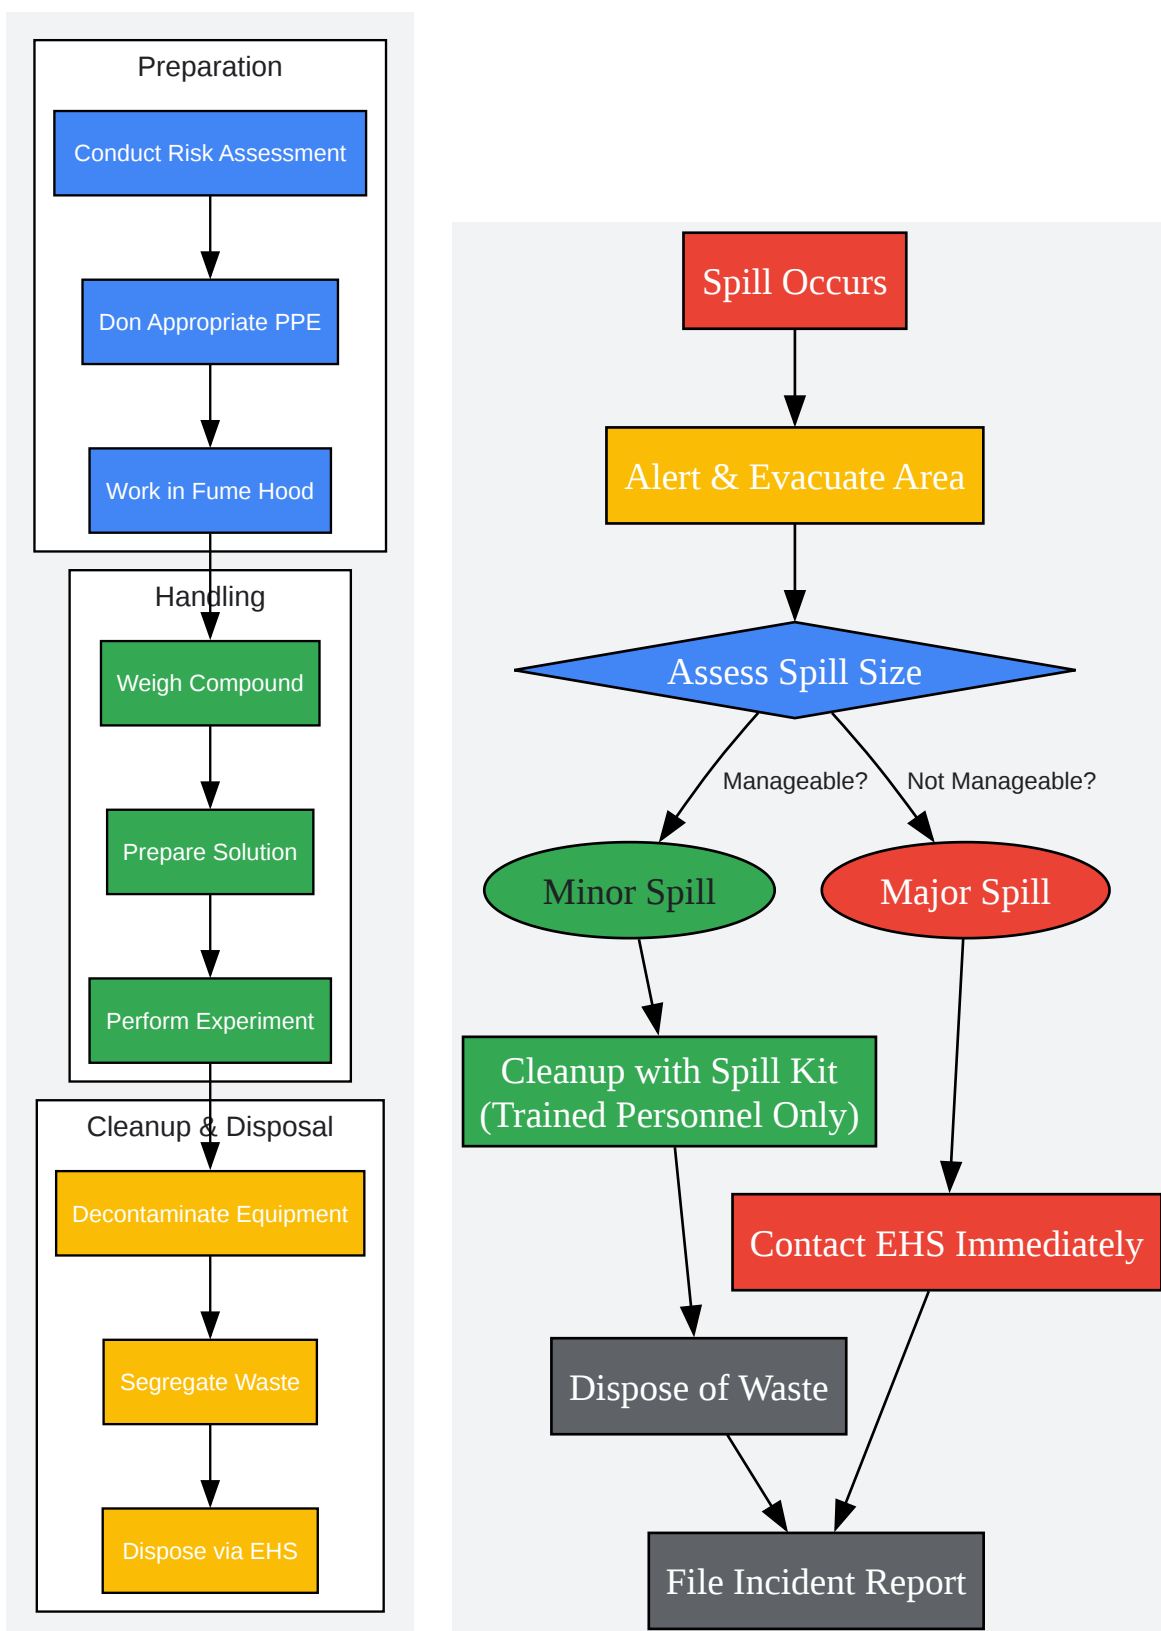 Preparation
Conduct Risk Assessment
Don Appropriate PPE
Work in Fume Hood
Handling
Weigh Compound
Prepare Solution
Perform Experiment
Cleanup & Disposal
Decontaminate Equipment
Segregate Waste
Dispose via EHS
Spill Occurs
Alert & Evacuate Area
Assess Spill Size
Manageable?
Not Manageable?
Minor Spill
Major Spill
Cleanup with Spill Kit
(Trained Personnel Only)
Contact EHS Immediately
Dispose of Waste
File Incident Report